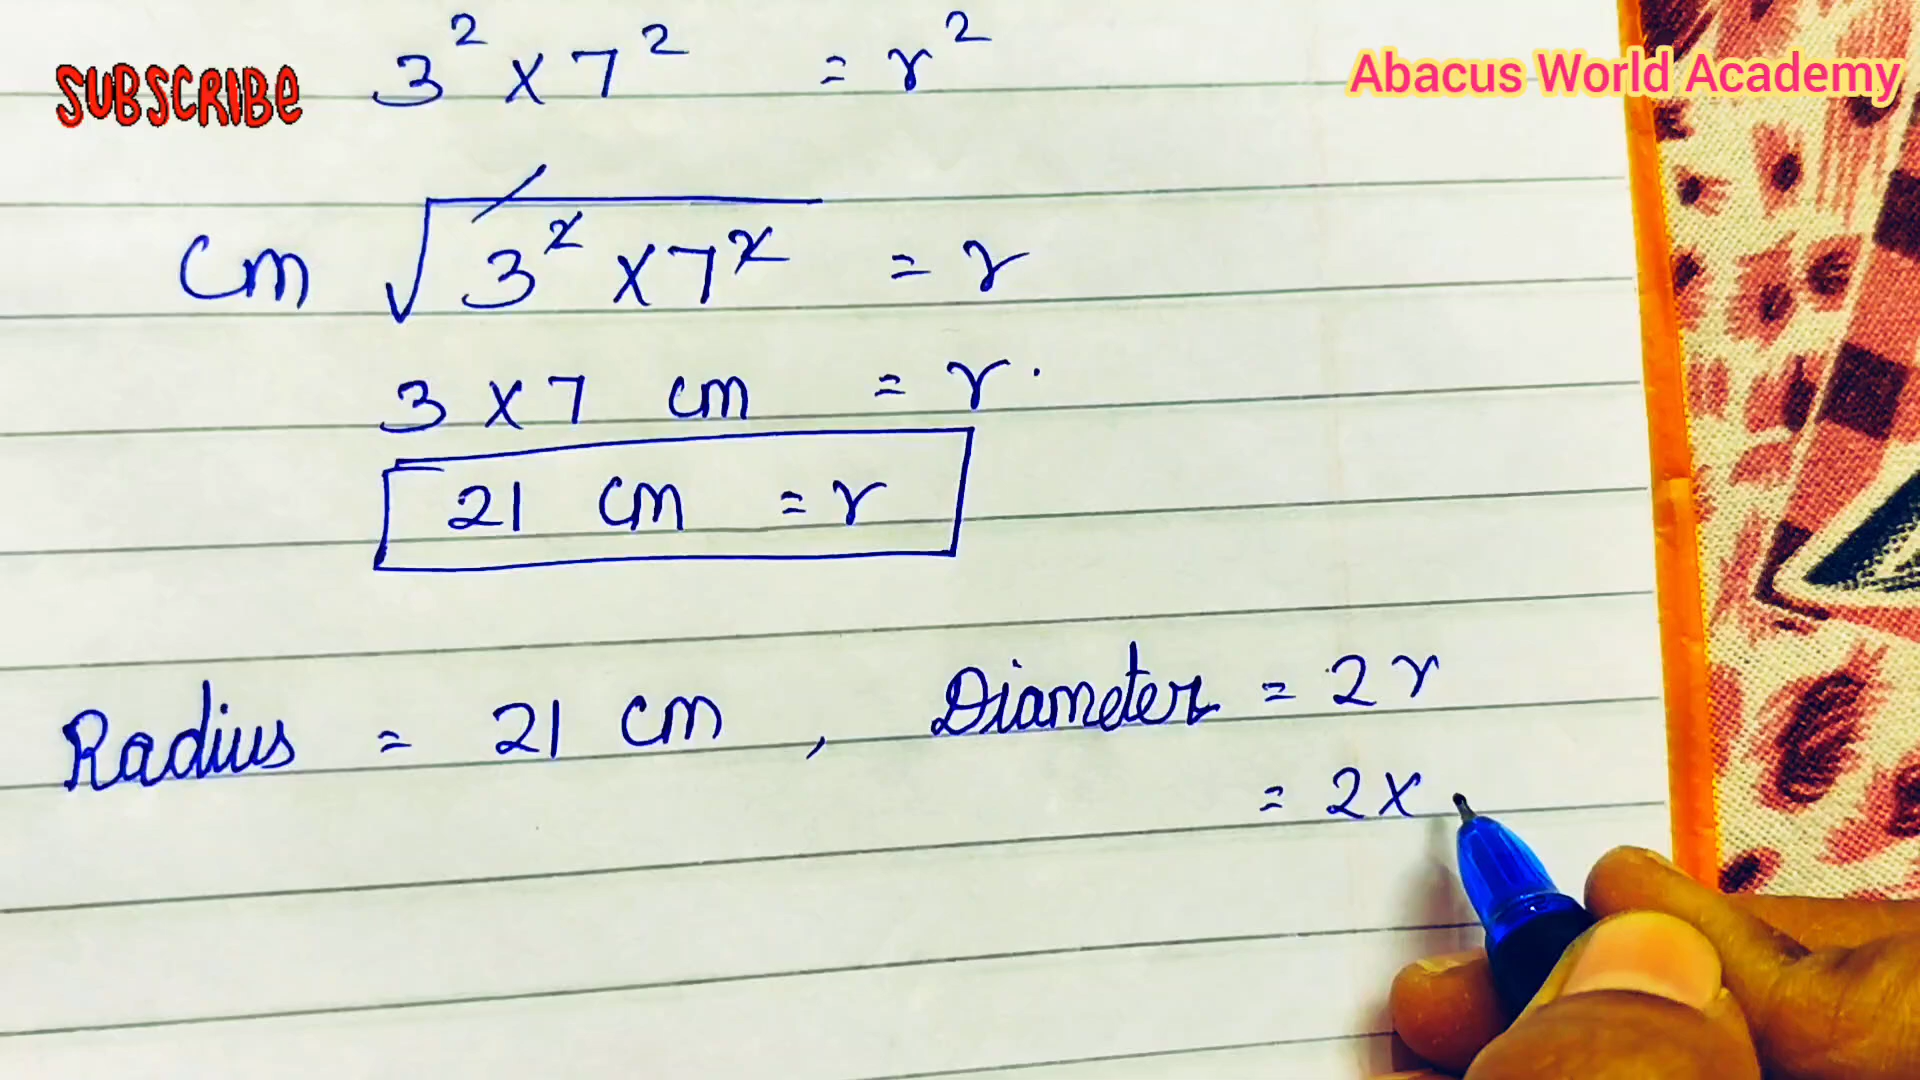 SUBSCRIBE
Abacus World Academy
3² × 7² = r²
cm √3² × 7² = r
3 × 7 cm = r.
21 cm = r
Radius = 21 cm , Diameter = 2r
= 2×